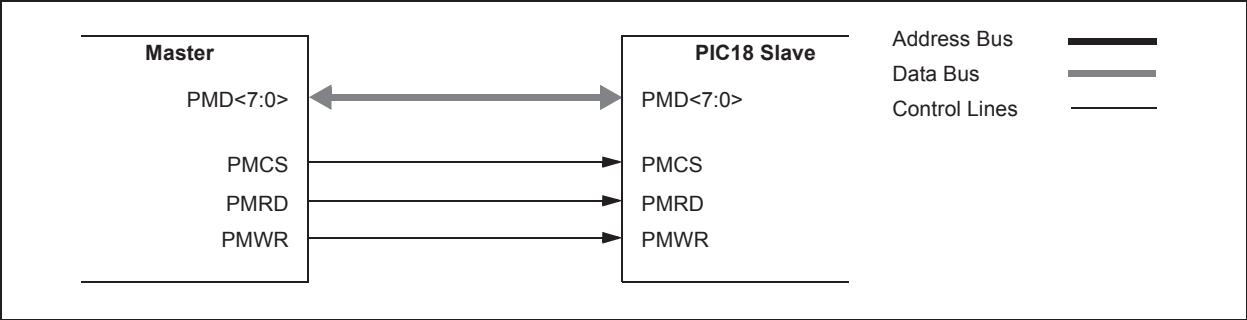 Master
PIC18 Slave
Address Bus
Data Bus
Control Lines
PMD<7:0>
PMD<7:0>
PMCS
PMCS
PMRD
PMRD
PMWR
PMWR